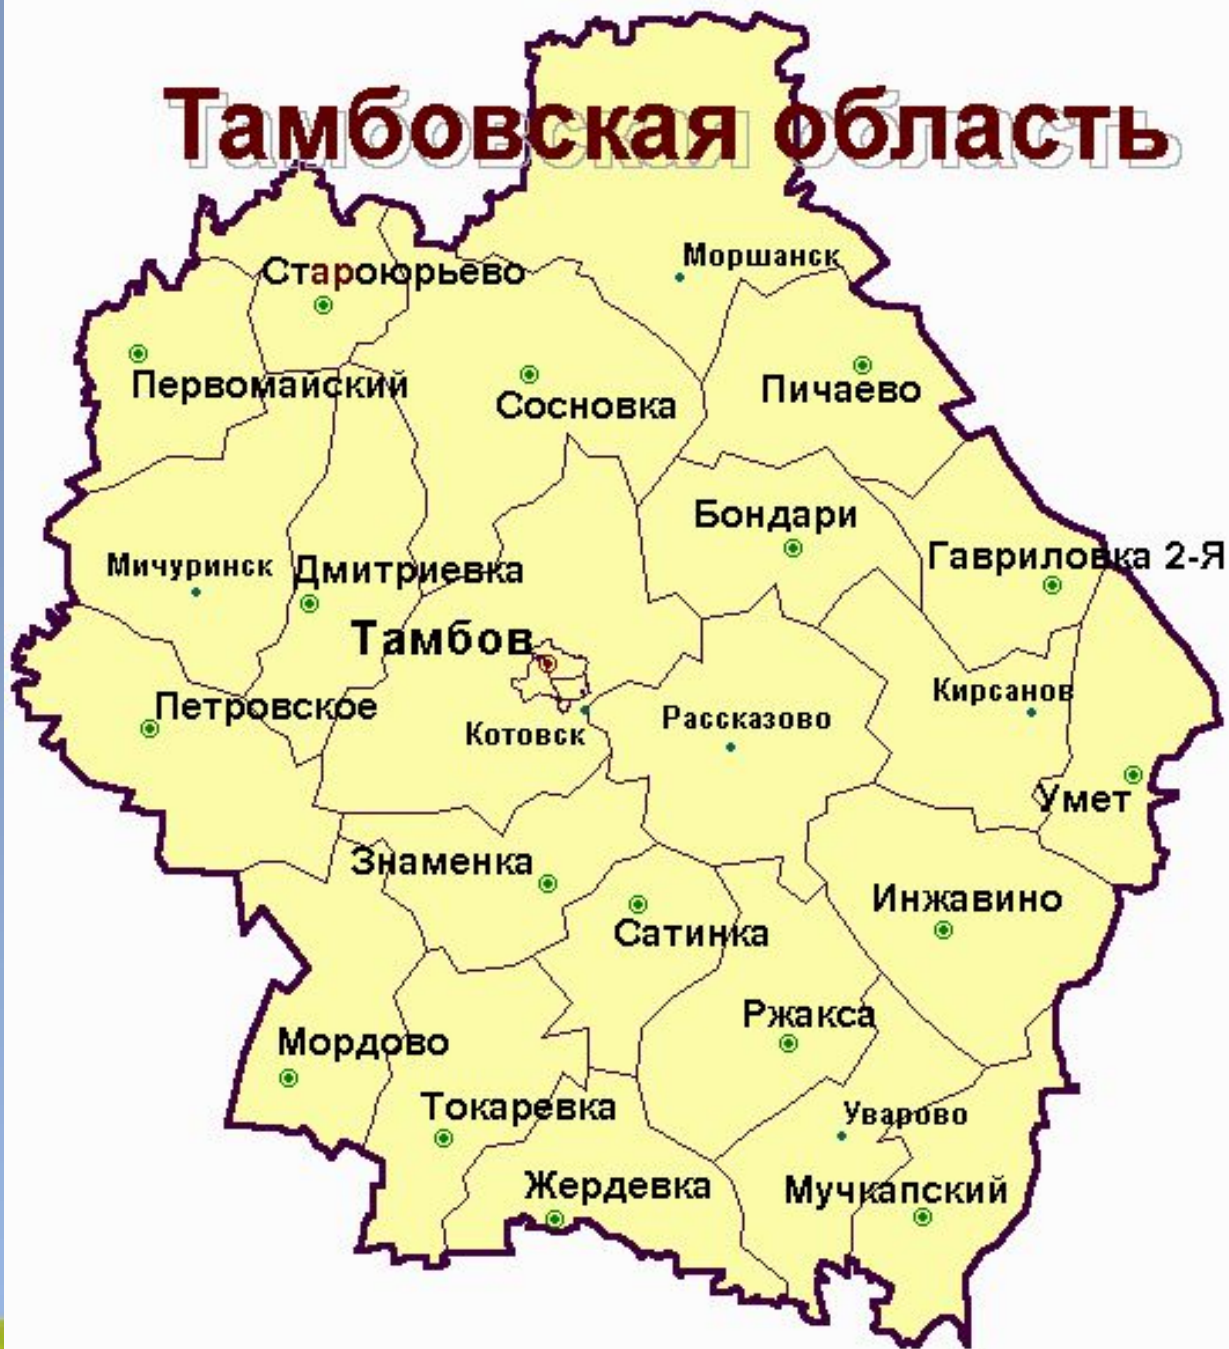 Тамбовская область
Моршанск
Староюрьево
Первомайский
Сосновка
Пичаево
Бондари
Гавриловка 2-Я
Мичуринск
Дмитриевка
Тамбов
Кирсанов
Петровское
Рассказово
Котовск
Умет
Знаменка
Инжавино
Сатинка
Ржакса
Мордово
Токаревка
Уварово
Жердевка
Мучкапский